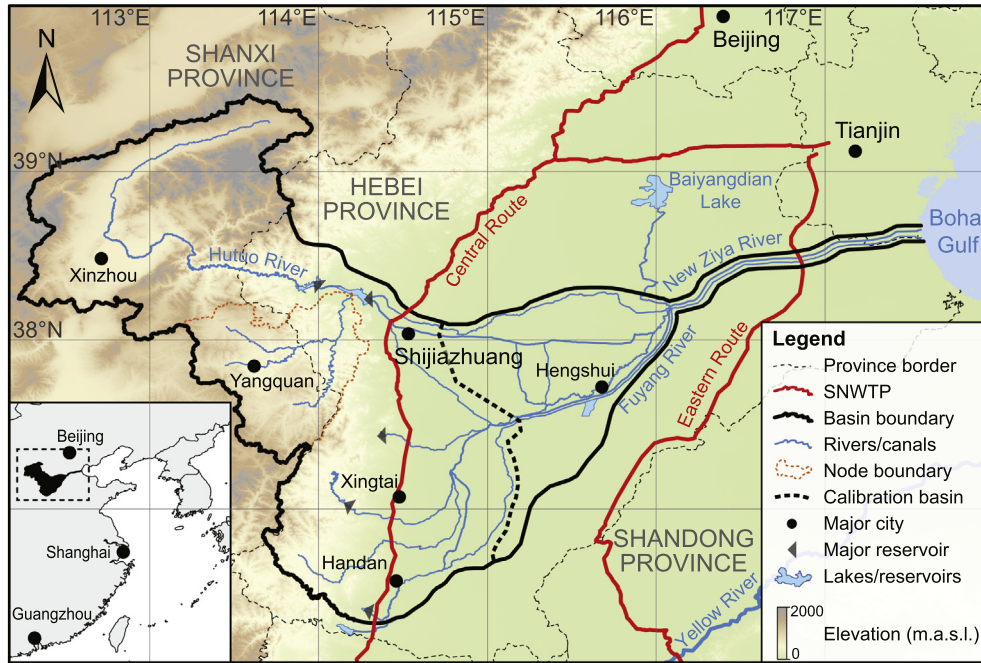 113°E
114°E
115°E
116°E
117°E
N
SHANXI
PROVINCE
Beijing
Tianjin
39°N
HEBEI
PROVINCE
Baiyangdian
Lake
Central Route
Boha
Gulf
New Ziya River
Xinzhou
Hutuo River
38°N
Shijiazhuang
Yangquan
Hengshui
Fuyang River
Eastern Route
Xingtai
Handan
SHANDONG
PROVINCE
Yellow River
Beijing
Shanghai
Guangzhou
Legend
Province border
SNWTP
Basin boundary
Rivers/canals
Node boundary
Calibration basin
Major city
Major reservoir
Lakes/reservoirs
2000
Elevation (m.a.s.l.)
0